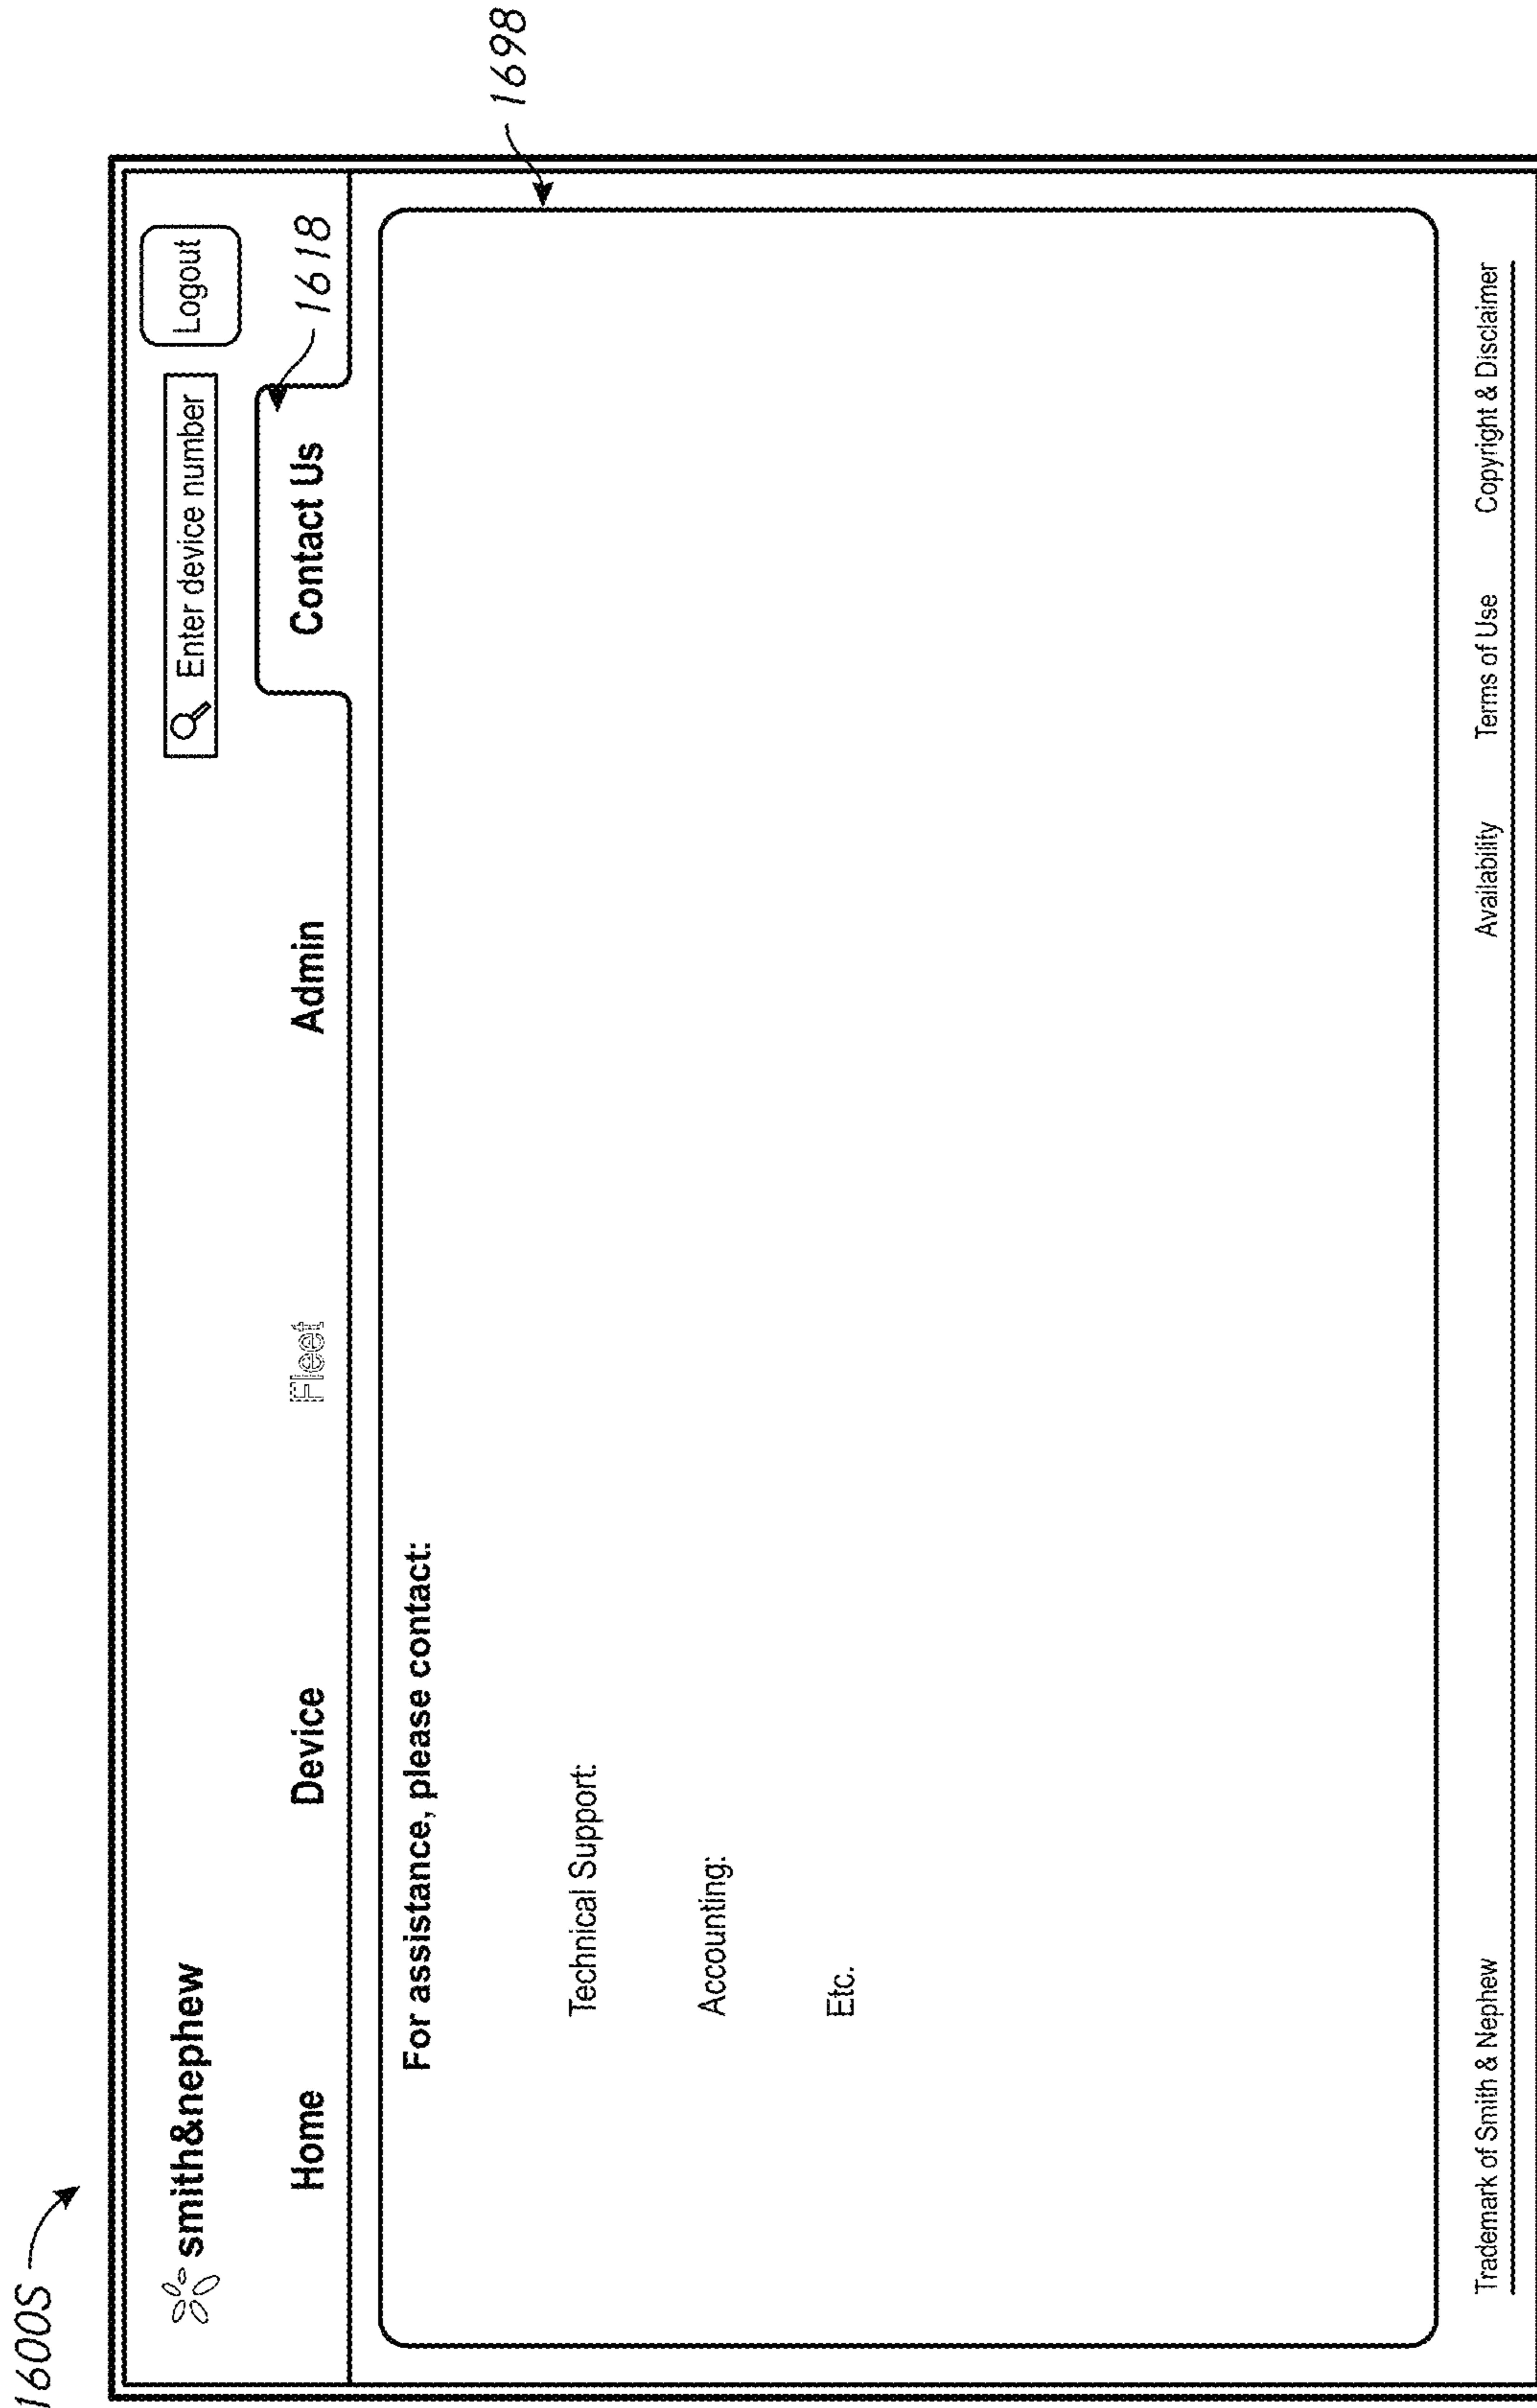 1600S
smith&nephew
Enter device number
Logout
Home Device Fleet Admin Contact Us
1618
1698
For assistance, please contact:
Technical Support:
Accounting:
Etc.
Trademark of Smith & Nephew Availability Terms of Use Copyright & Disclaimer